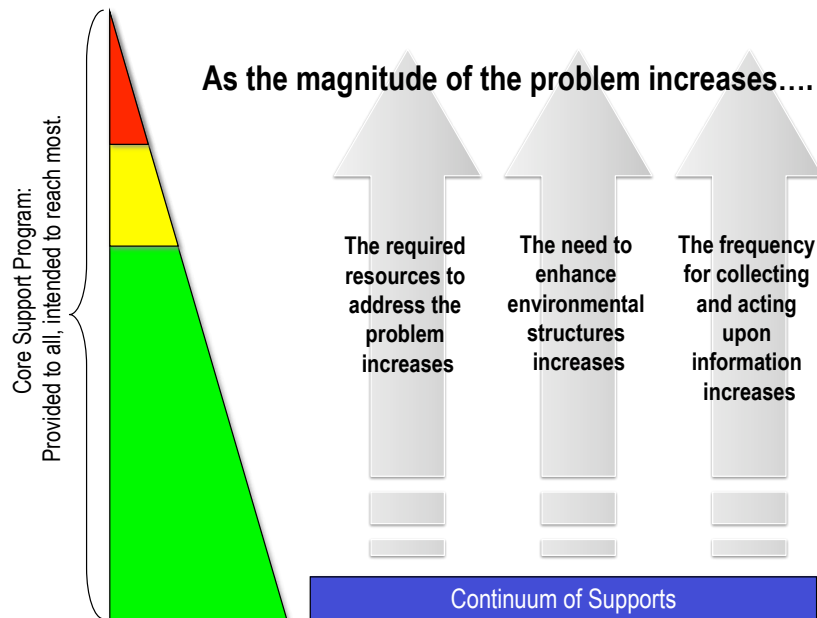 As the magnitude of the problem increases….
Core Support Program:
Provided to all, intended to reach most.
The required
resources to
address the
problem
increases
The need to
enhance
environmental
structures
increases
The frequency
for collecting
and acting
upon
information
increases
Continuum of Supports